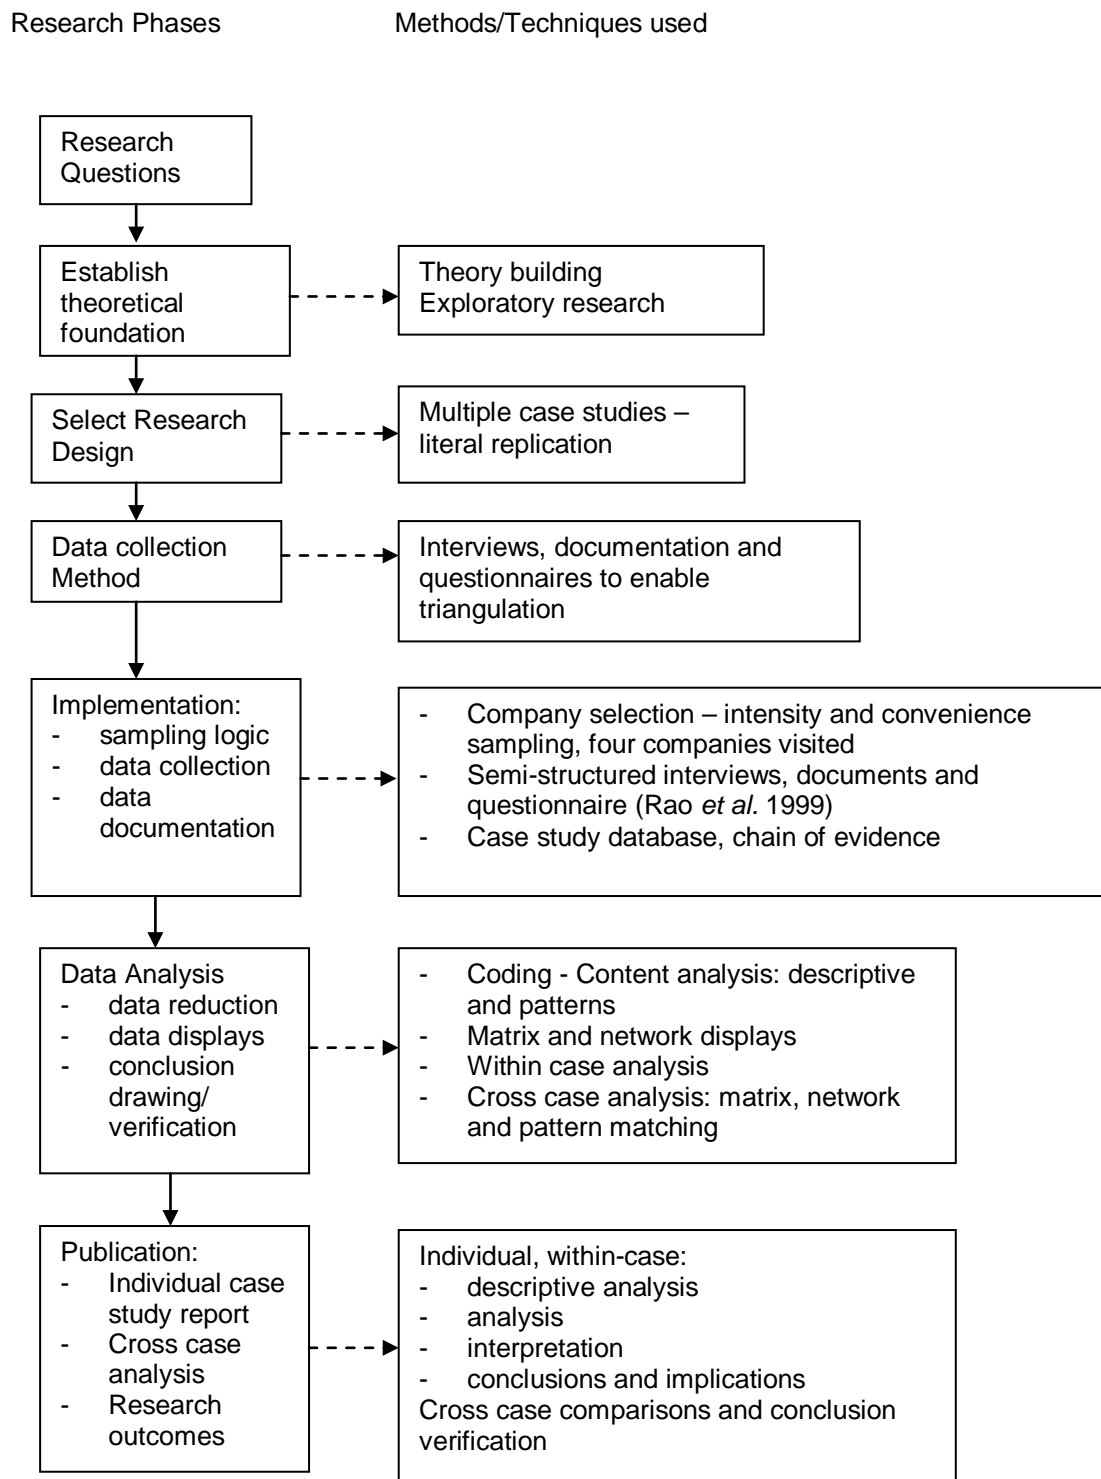 Research Phases
Methods/Techniques used
Research
Questions
Establish
theoretical
foundation
Theory building
Exploratory research
Select Research
Design
Multiple case studies –
literal replication
Data collection
Method
Interviews, documentation and
questionnaires to enable
triangulation
Implementation:
- sampling logic
- data collection
- data
documentation
- Company selection – intensity and convenience
sampling, four companies visited
- Semi-structured interviews, documents and
questionnaire (Rao et al. 1999)
- Case study database, chain of evidence
Data Analysis
- data reduction
- data displays
- conclusion
drawing/
verification
- Coding - Content analysis: descriptive
and patterns
- Matrix and network displays
- Within case analysis
- Cross case analysis: matrix, network
and pattern matching
Publication:
- Individual case
study report
- Cross case
analysis
- Research
outcomes
Individual, within-case:
- descriptive analysis
- analysis
- interpretation
- conclusions and implications
Cross case comparisons and conclusion
verification